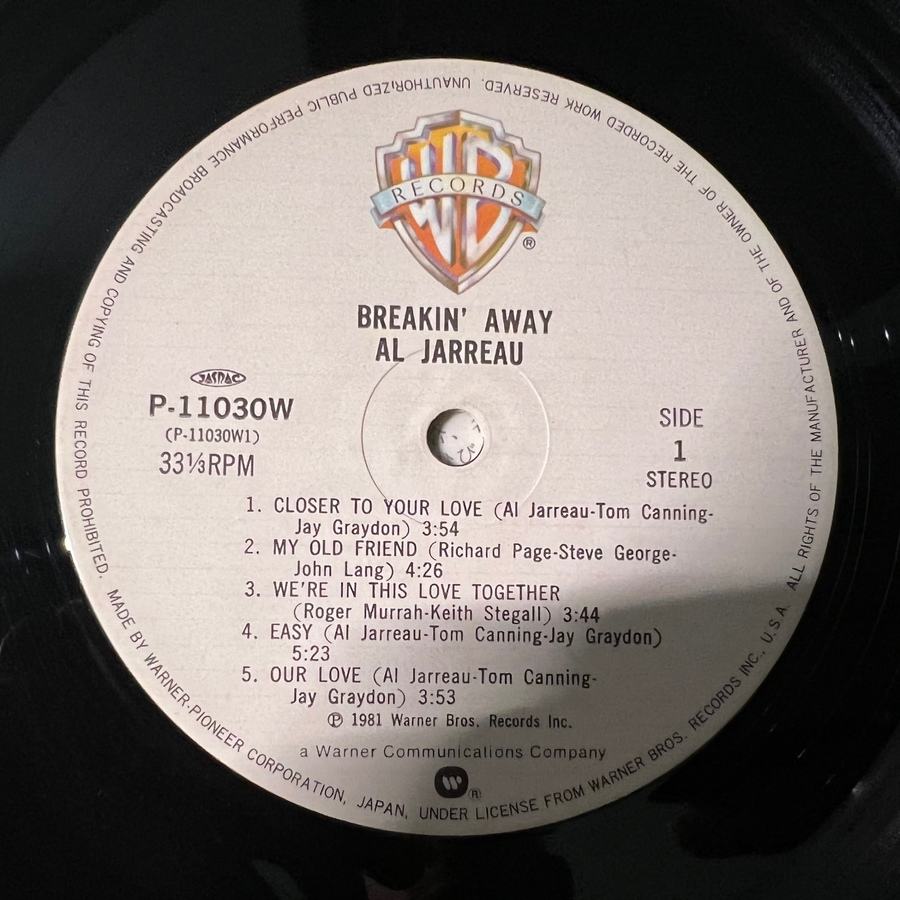 WB
RECORDS
®
BREAKIN' AWAY
AL JARREAU
JASRAC
P-11030W
(P-11030W1)
33⅓RPM
SIDE
1
STEREO
1. CLOSER TO YOUR LOVE (Al Jarreau-Tom Canning-
Jay Graydon) 3:54
2. MY OLD FRIEND (Richard Page-Steve George-
John Lang) 4:26
3. WE'RE IN THIS LOVE TOGETHER
(Roger Murrah-Keith Stegall) 3:44
4. EASY (Al Jarreau-Tom Canning-Jay Graydon)
5:23
5. OUR LOVE (Al Jarreau-Tom Canning-
Jay Graydon) 3:53
℗ 1981 Warner Bros. Records Inc.
a Warner Communications Company
W ®
MADE BY WARNER-PIONEER CORPORATION, JAPAN, UNDER LICENSE FROM WARNER BROS. RECORDS INC., U.S.A. ALL RIGHTS OF THE MANUFACTURER AND OF THE OWNER OF THE RECORDED WORK RESERVED. UNAUTHORIZED PUBLIC PERFORMANCE BROADCASTING AND COPYING OF THIS RECORD PROHIBITED.